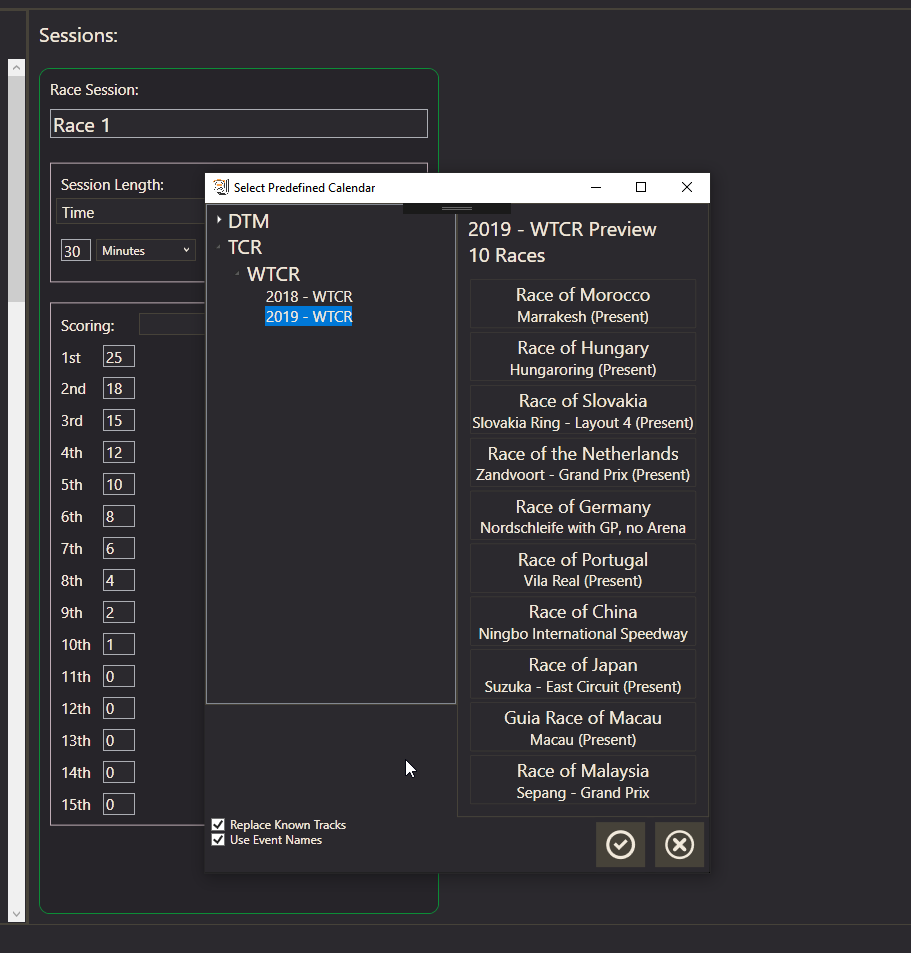 Sessions:
Race Session:
Race 1
Session Length:
Time
30 Minutes
Scoring:
1st 25
2nd 18
3rd 15
4th 12
5th 10
6th 8
7th 6
8th 4
9th 2
10th 1
11th 0
12th 0
13th 0
14th 0
15th 0
Select Predefined Calendar
DTM
TCR
WTCR
2018 - WTCR
2019 - WTCR
Replace Known Tracks
Use Event Names
2019 - WTCR Preview
10 Races
Race of Morocco
Marrakesh (Present)
Race of Hungary
Hungaroring (Present)
Race of Slovakia
Slovakia Ring - Layout 4 (Present)
Race of the Netherlands
Zandvoort - Grand Prix (Present)
Race of Germany
Nordschleife with GP, no Arena
Race of Portugal
Vila Real (Present)
Race of China
Ningbo International Speedway
Race of Japan
Suzuka - East Circuit (Present)
Guia Race of Macau
Macau (Present)
Race of Malaysia
Sepang - Grand Prix